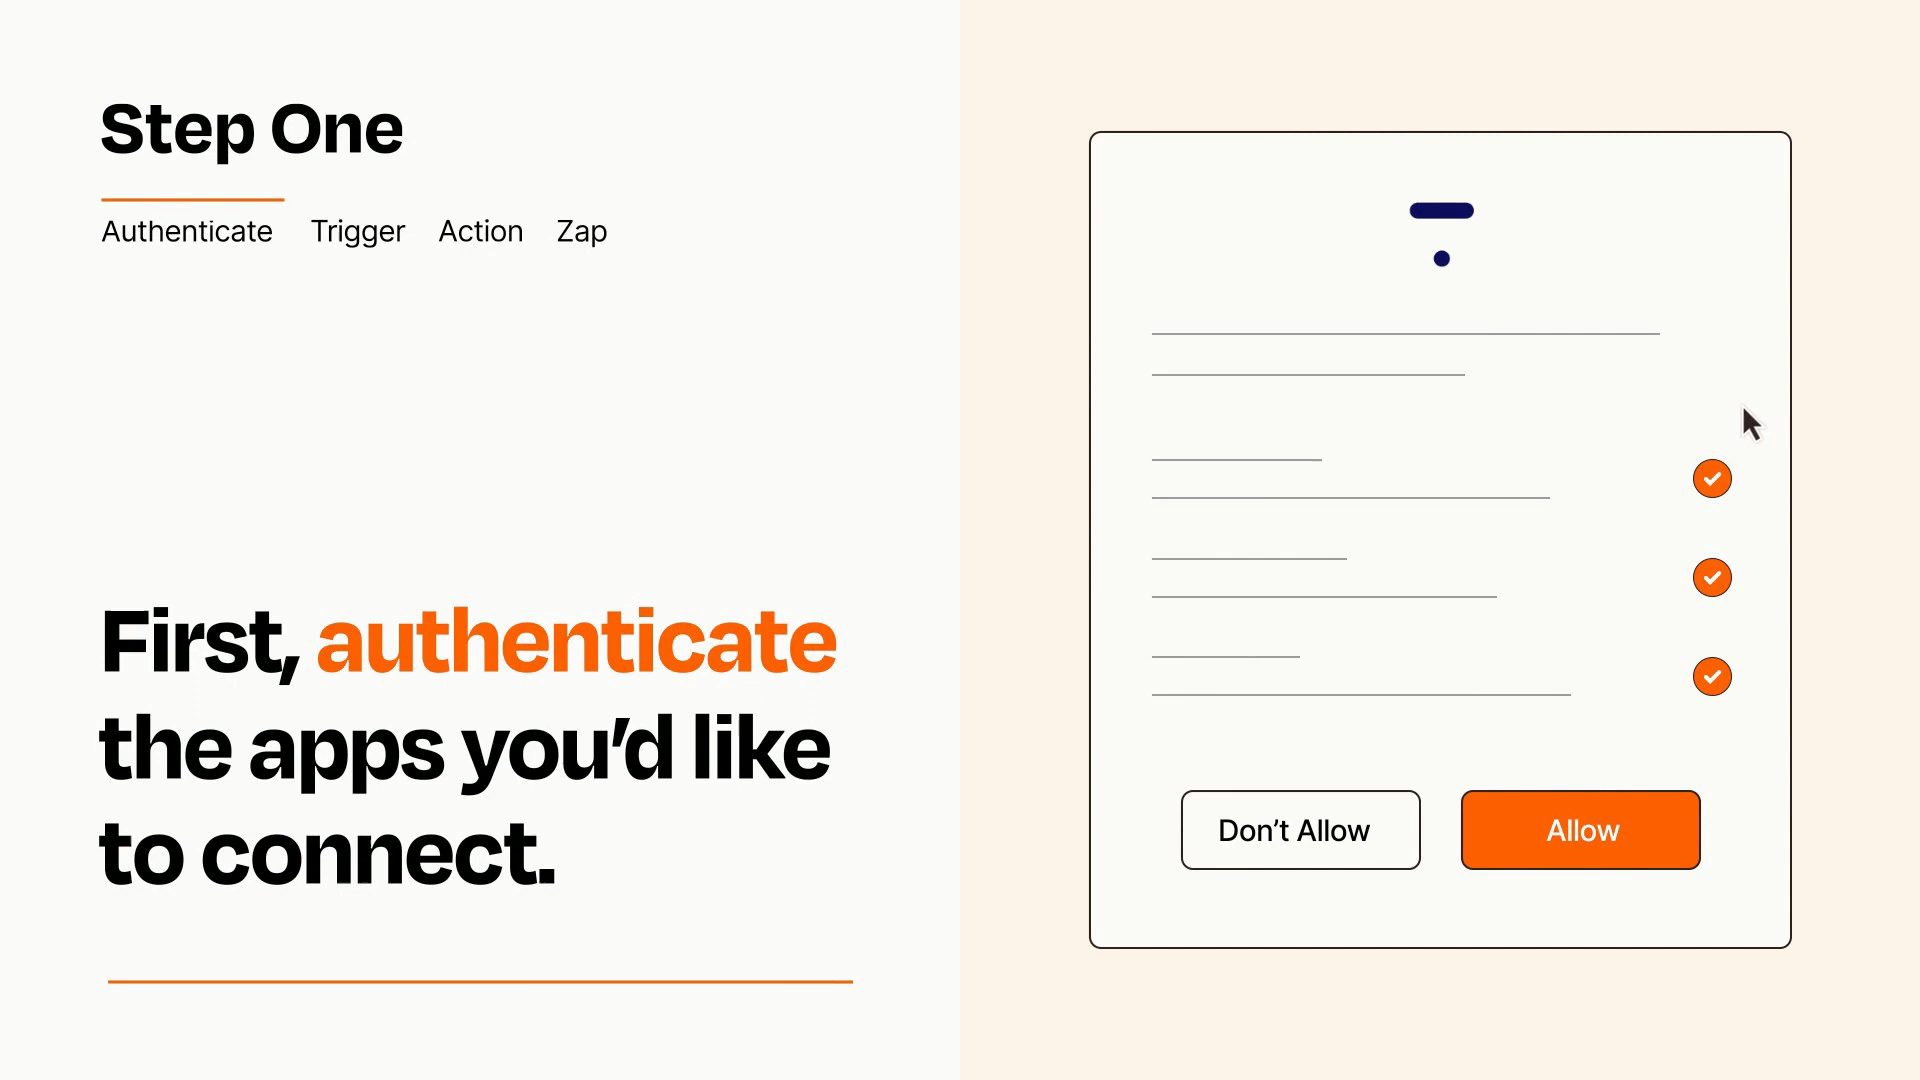 Step One
Authenticate Trigger Action Zap
First, authenticate
the apps you’d like
to connect.
Don’t Allow
Allow